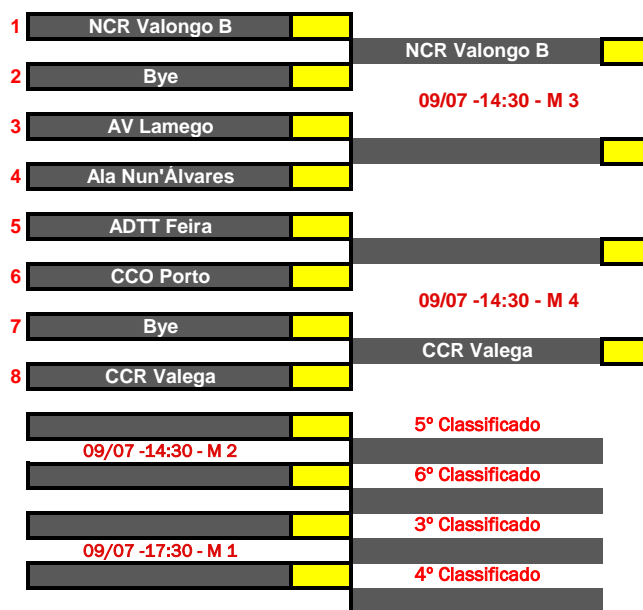 1 NCR Valongo B
NCR Valongo B
2 Bye
09/07 -14:30 - M 3
3 AV Lamego
4 Ala Nun'Álvares
5 ADTT Feira
6 CCO Porto
09/07 -14:30 - M 4
7 Bye
CCR Valega
8 CCR Valega
5º Classificado
09/07 -14:30 - M 2
6º Classificado
3º Classificado
09/07 -17:30 - M 1
4º Classificado